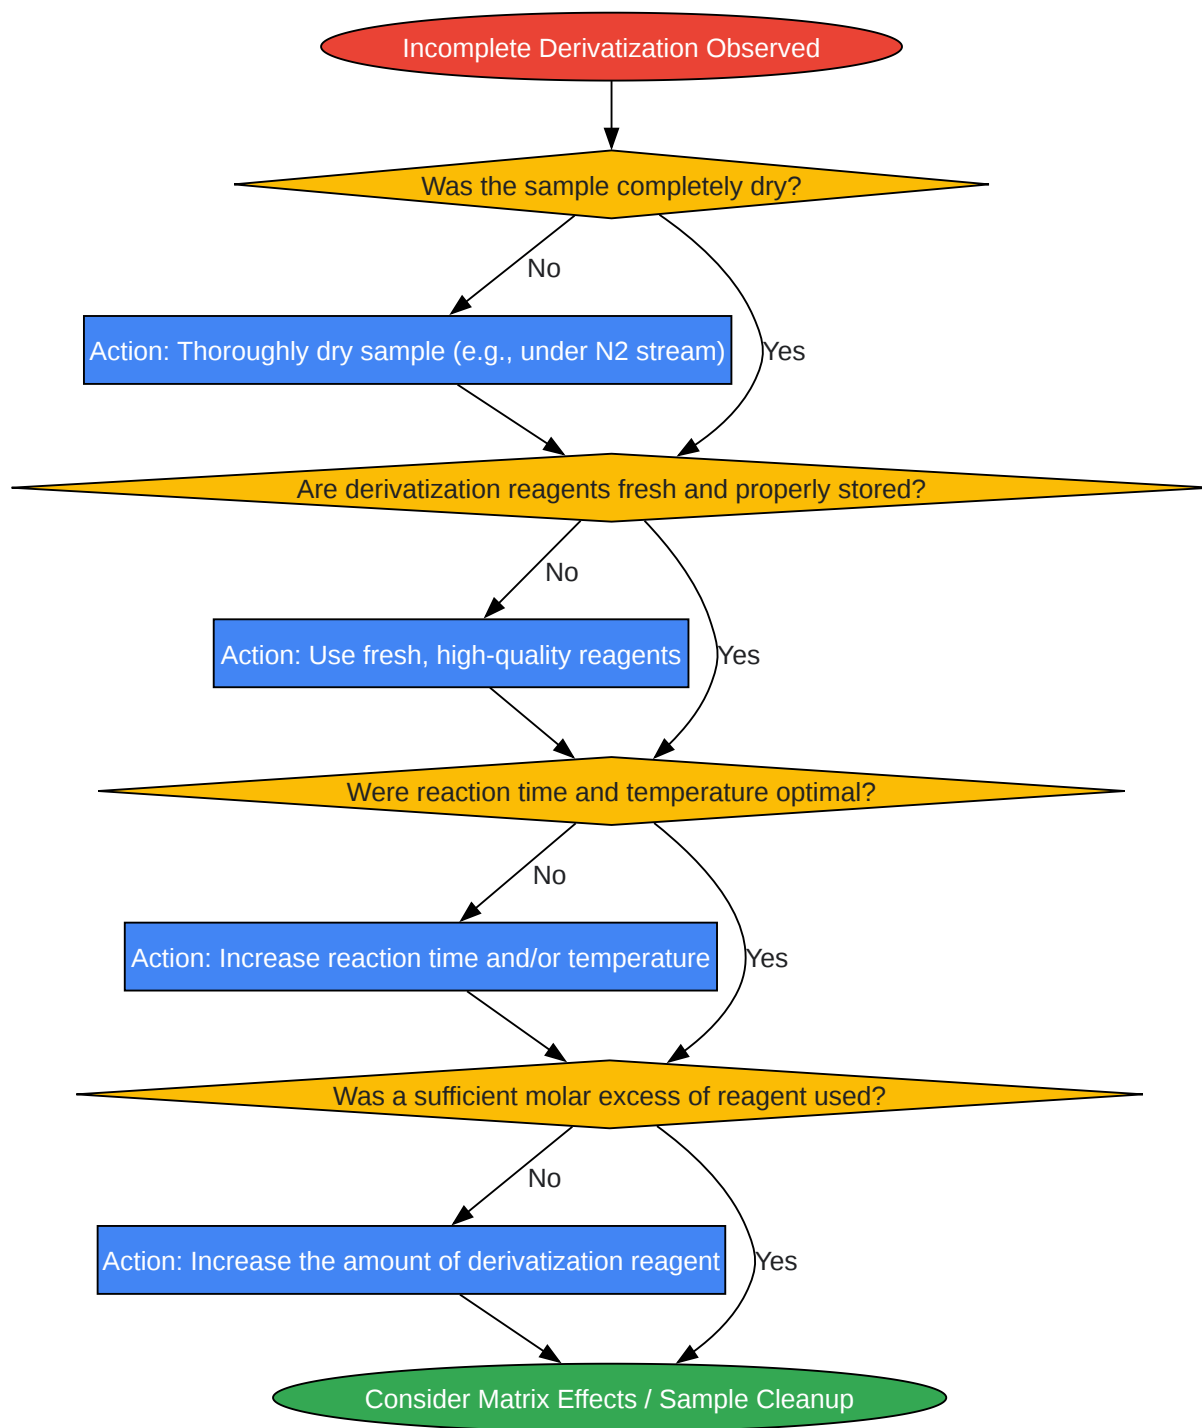 Incomplete Derivatization Observed
Was the sample completely dry?
No
Action: Thoroughly dry sample (e.g., under N2 stream)
Yes
Are derivatization reagents fresh and properly stored?
No
Action: Use fresh, high-quality reagents
Yes
Were reaction time and temperature optimal?
No
Action: Increase reaction time and/or temperature
Yes
Was a sufficient molar excess of reagent used?
No
Action: Increase the amount of derivatization reagent
Yes
Consider Matrix Effects / Sample Cleanup